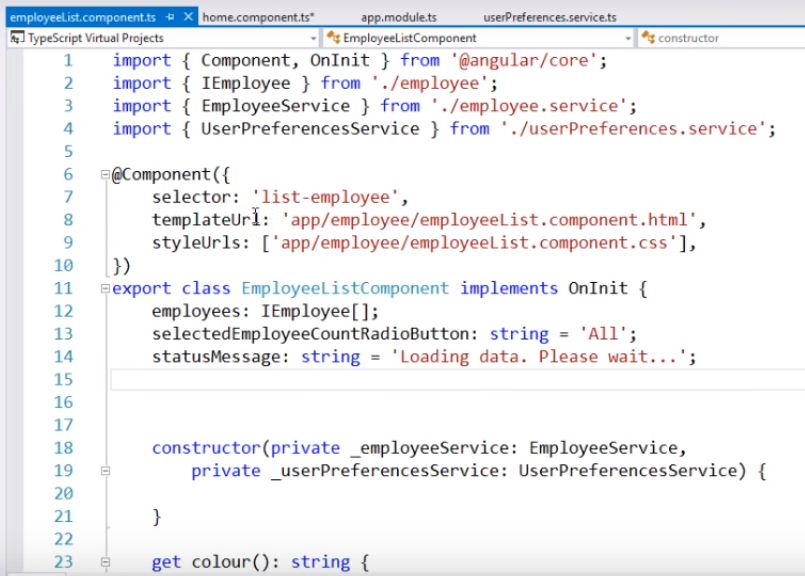 employeeList.component.ts home.component.ts* app.module.ts userPreferences.service.ts
TypeScript Virtual Projects EmployeeListComponent constructor
1 import { Component, OnInit } from '@angular/core';
2 import { IEmployee } from './employee';
3 import { EmployeeService } from './employee.service';
4 import { UserPreferencesService } from './userPreferences.service';
5
6 @Component({
7 selector: 'list-employee',
8 templateUrl: 'app/employee/employeeList.component.html',
9 styleUrls: ['app/employee/employeeList.component.css'],
10 })
11 export class EmployeeListComponent implements OnInit {
12 employees: IEmployee[];
13 selectedEmployeeCountRadioButton: string = 'All';
14 statusMessage: string = 'Loading data. Please wait...';
15
16
17
18 constructor(private _employeeService: EmployeeService,
19 private _userPreferencesService: UserPreferencesService) {
20
21 }
22
23 get colour(): string {